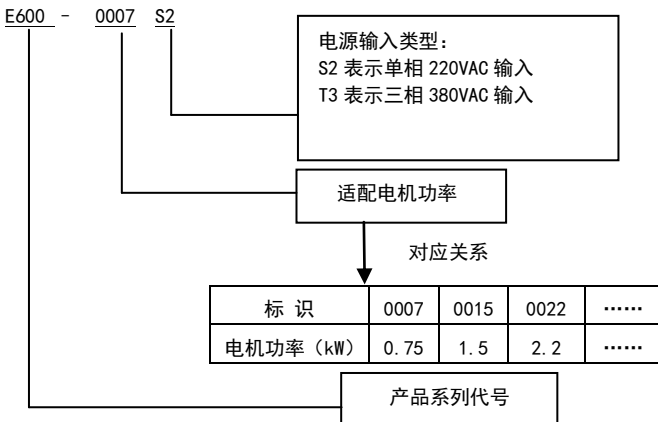 E600 - 0007 S2
电源输入类型：
S2 表示单相 220VAC 输入
T3 表示三相 380VAC 输入
适配电机功率
对应关系
标 识 0007 0015 0022 ……
电机功率（kW） 0.75 1.5 2.2 ……
产品系列代号